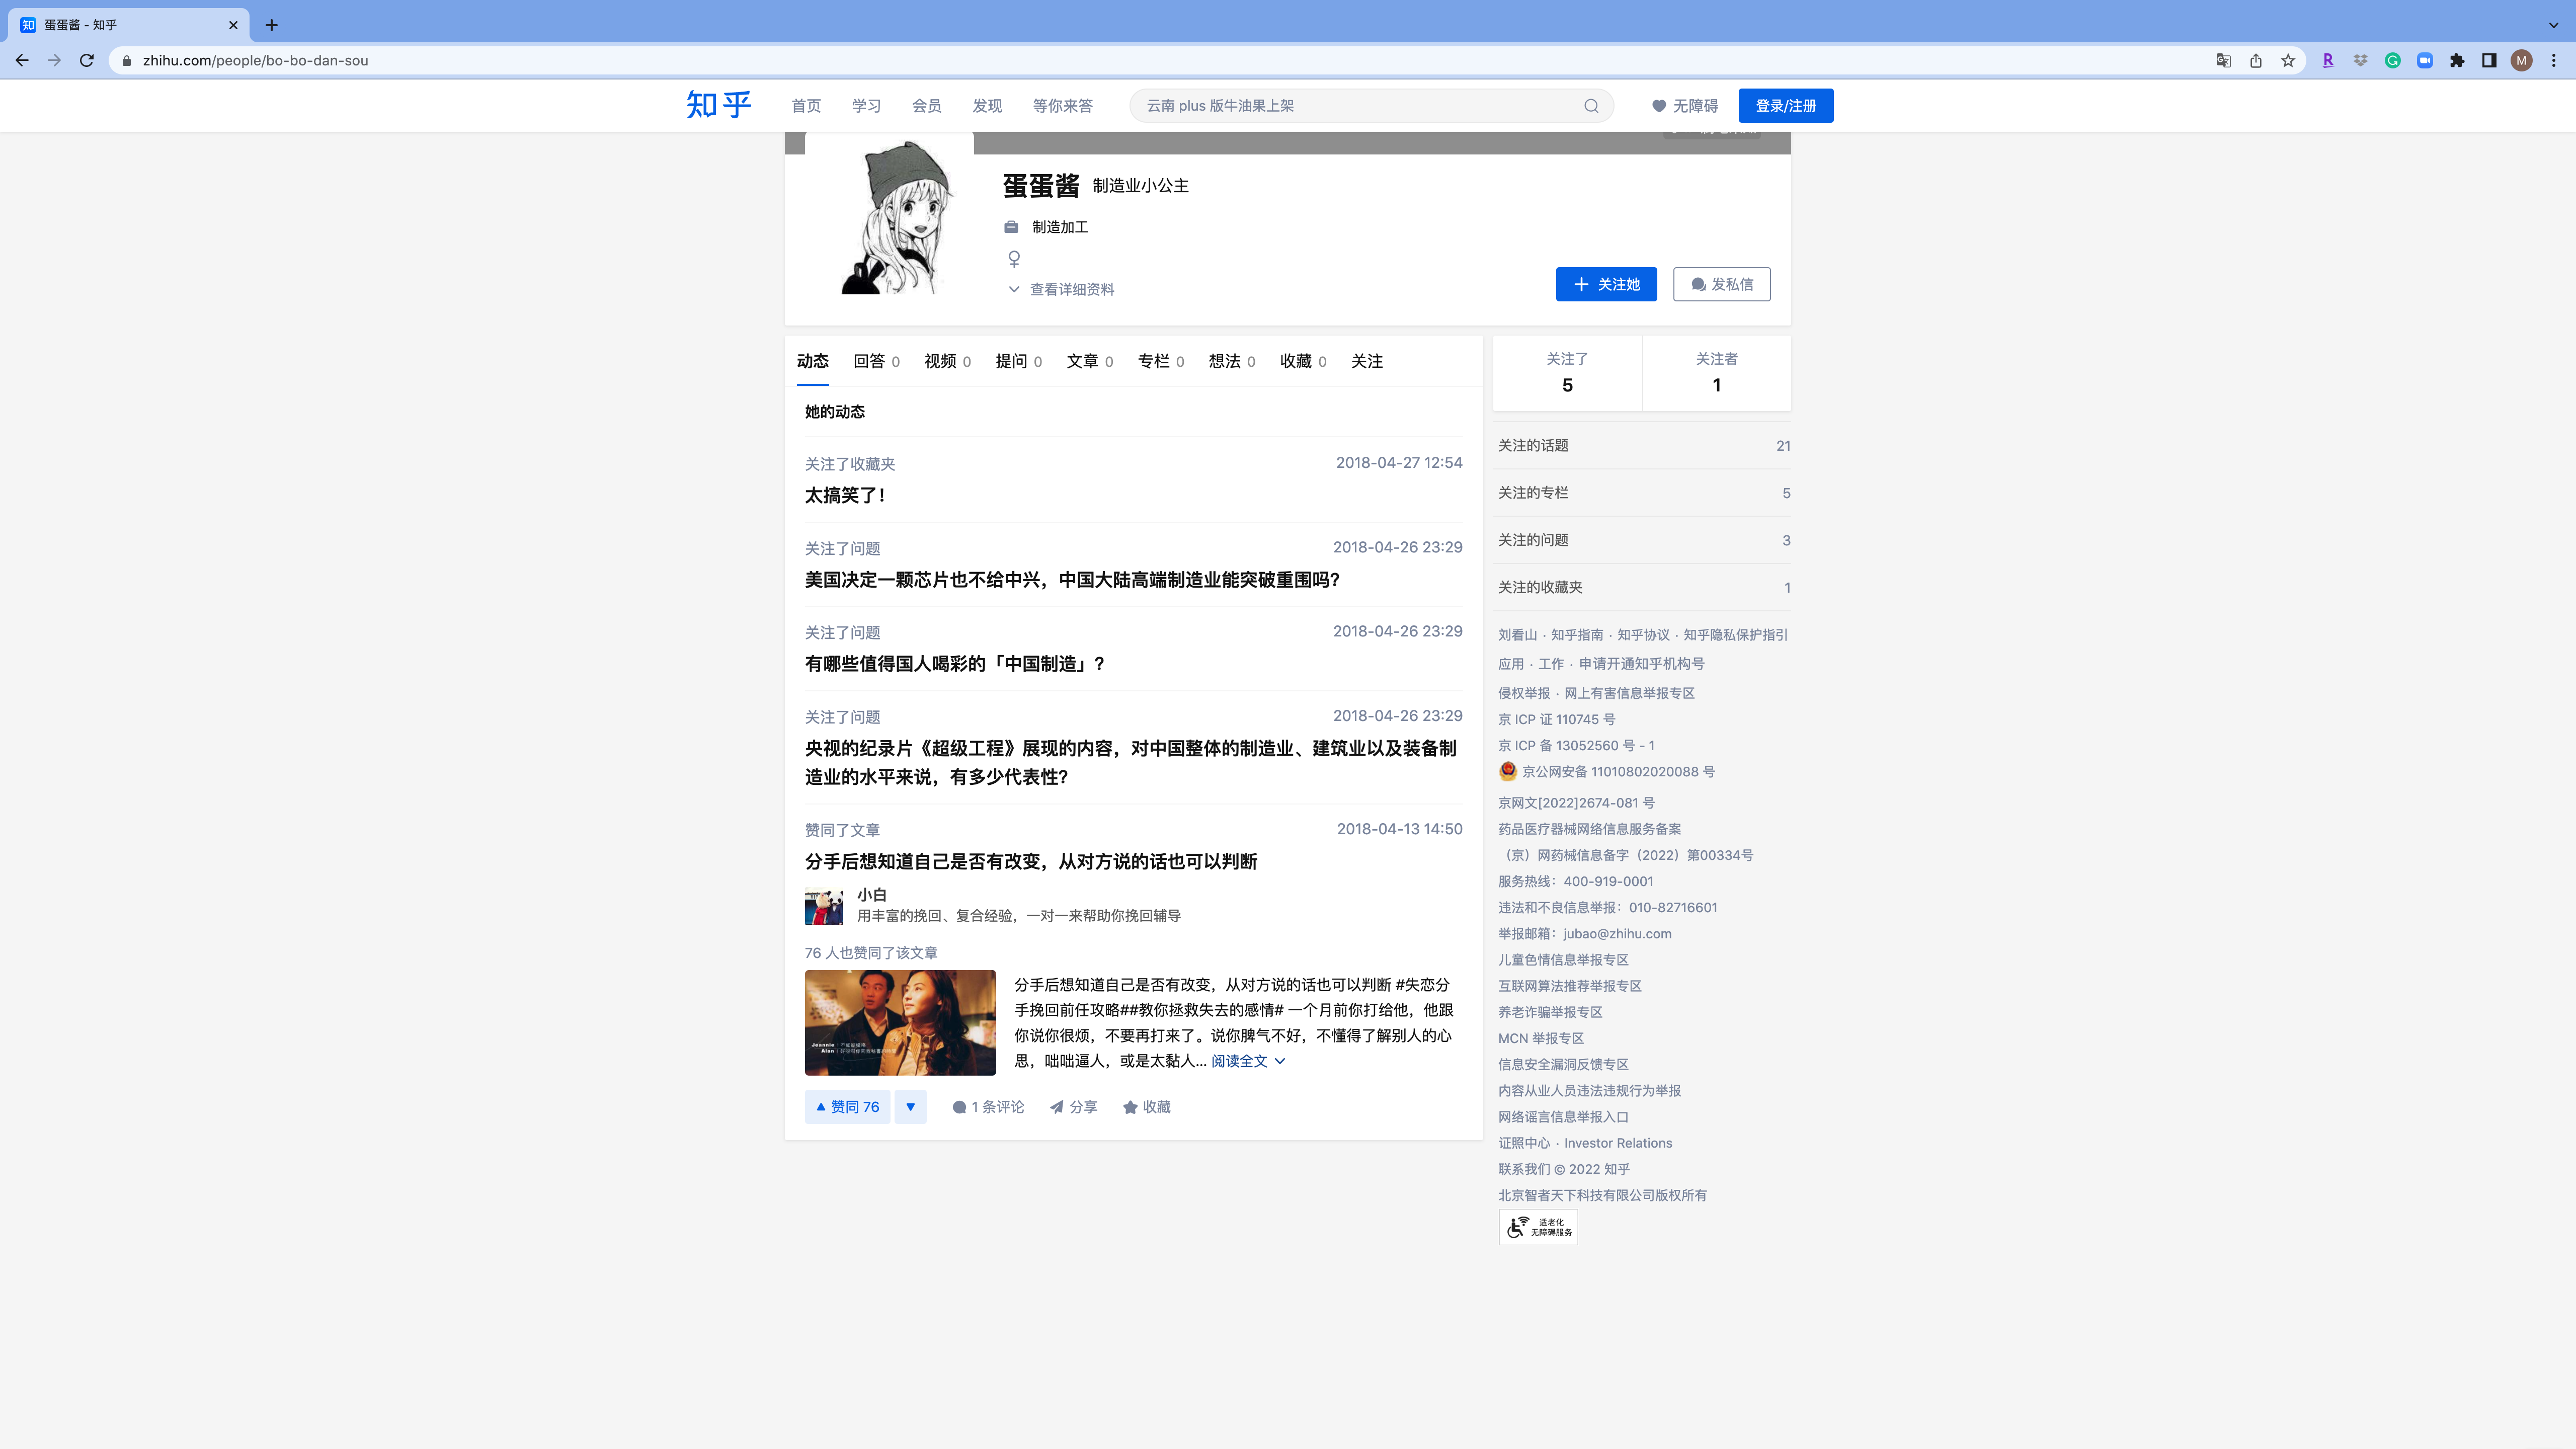 蛋蛋酱 - 知乎
zhihu.com/people/bo-bo-dan-sou
M
知乎
首页 学习 会员 发现 等你来答
云南 plus 版牛油果上架
无障碍
登录/注册
蛋蛋酱 制造业小公主
制造加工
查看详细资料
关注她
发私信
动态 回答 0 视频 0 提问 0 文章 0 专栏 0 想法 0 收藏 0 关注
她的动态
关注了收藏夹 2018-04-27 12:54
太搞笑了！
关注了问题 2018-04-26 23:29
美国决定一颗芯片也不给中兴，中国大陆高端制造业能突破重围吗？
关注了问题 2018-04-26 23:29
有哪些值得国人喝彩的「中国制造」？
关注了问题 2018-04-26 23:29
央视的纪录片《超级工程》展现的内容，对中国整体的制造业、建筑业以及装备制
造业的水平来说，有多少代表性？
赞同了文章 2018-04-13 14:50
分手后想知道自己是否有改变，从对方说的话也可以判断
小白
用丰富的挽回、复合经验，一对一来帮助你挽回辅导
76 人也赞同了该文章
分手后想知道自己是否有改变，从对方说的话也可以判断 #失恋分
手挽回前任攻略##教你拯救失去的感情# 一个月前你打给他，他跟
你说你很烦，不要再打来了。说你脾气不好，不懂得了解别人的心
思，咄咄逼人，或是太黏人... 阅读全文
赞同 76
1 条评论 分享 收藏
关注了 关注者
5 1
关注的话题 21
关注的专栏 5
关注的问题 3
关注的收藏夹 1
刘看山 · 知乎指南 · 知乎协议 · 知乎隐私保护指引
应用 · 工作 · 申请开通知乎机构号
侵权举报 · 网上有害信息举报专区
京 ICP 证 110745 号
京 ICP 备 13052560 号 - 1
京公网安备 11010802020088 号
京网文[2022]2674-081 号
药品医疗器械网络信息服务备案
（京）网药械信息备字（2022）第00334号
服务热线：400-919-0001
违法和不良信息举报：010-82716601
举报邮箱：jubao@zhihu.com
儿童色情信息举报专区
互联网算法推荐举报专区
养老诈骗举报专区
MCN 举报专区
信息安全漏洞反馈专区
内容从业人员违法违规行为举报
网络谣言信息举报入口
证照中心 · Investor Relations
联系我们 © 2022 知乎
北京智者天下科技有限公司版权所有
适老化
无障碍服务